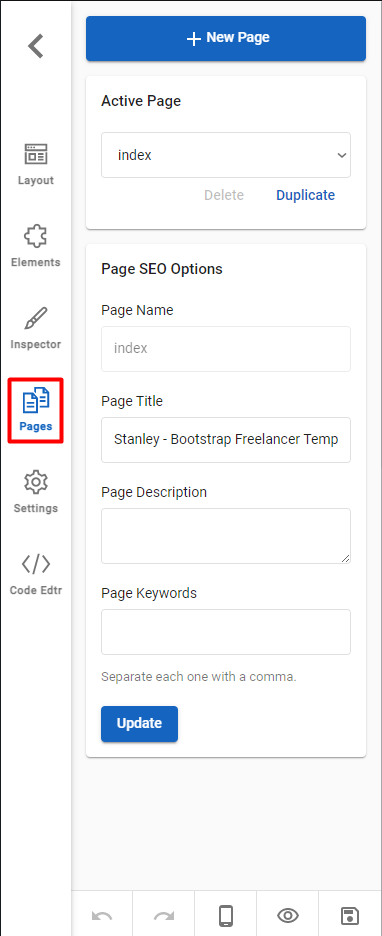 Layout
Elements
Inspector
Pages
Settings
Code Edtr
New Page
Active Page
index
Delete Duplicate
Page SEO Options
Page Name
index
Page Title
Stanley - Bootstrap Freelancer Temp
Page Description
Page Keywords
Separate each one with a comma.
Update